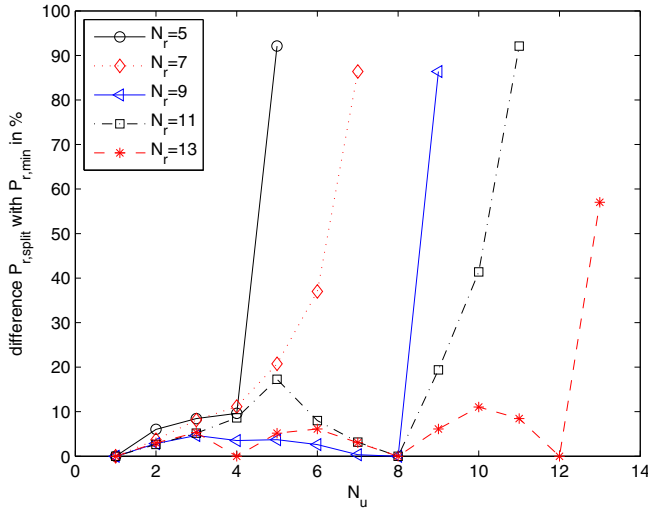 100
90
80
70
60
50
40
30
20
10
0
difference P_r,split with P_r,min in %
N_r=5
N_r=7
N_r=9
N_r=11
N_r=13
0 2 4 6 8 10 12 14
N_u